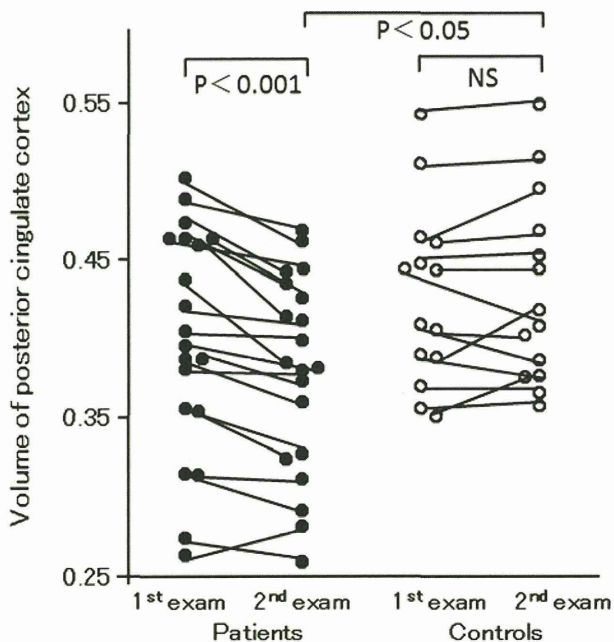 P < 0.05
P < 0.001
NS
Volume of posterior cingulate cortex
0.55
0.45
0.35
0.25
1st exam 2nd exam 1st exam 2nd exam
Patients Controls